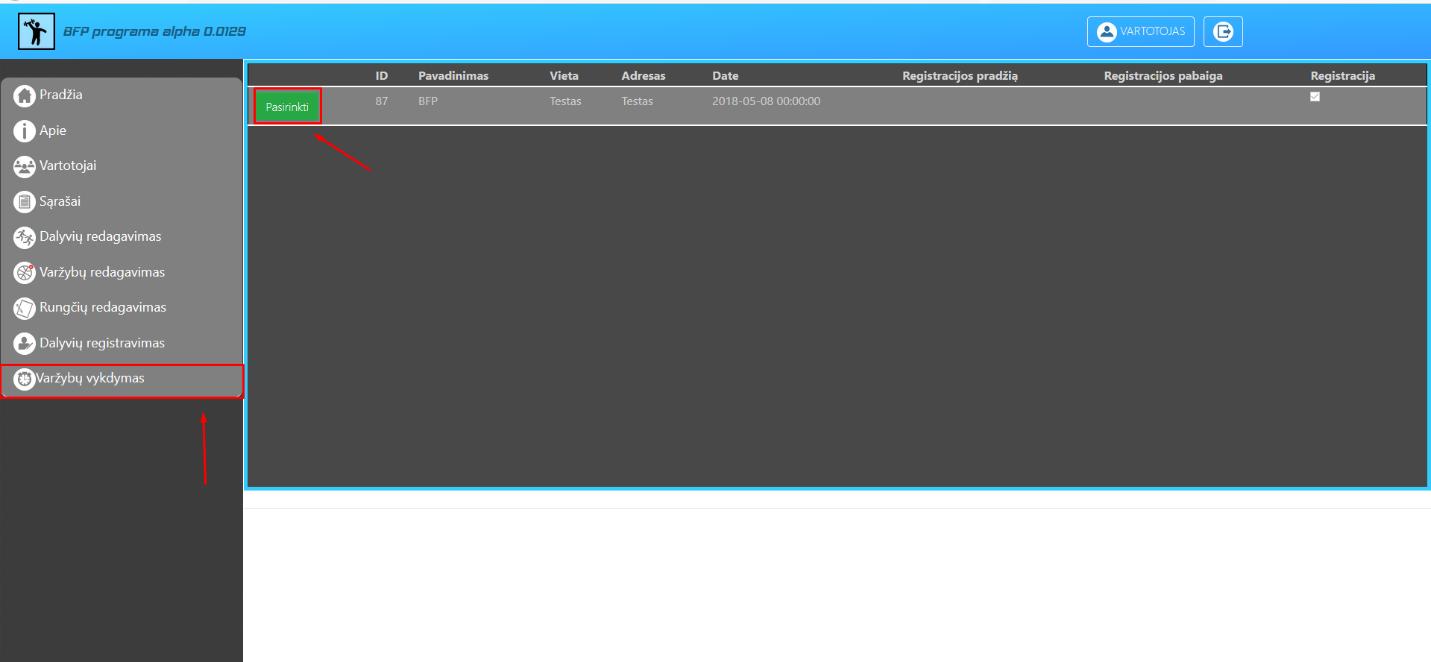 BFP programa alpha 0.0129
VARTOTOJAS
Pradžia
Apie
Vartotojai
Sąrašai
Dalyvių redagavimas
Varžybų redagavimas
Rungčių redagavimas
Dalyvių registravimas
Varžybų vykdymas
ID Pavadinimas Vieta Adresas Date Registracijos pradžią Registracijos pabaiga Registracija
Pasirinkti 87 BFP Testas Testas 2018-05-08 00:00:00